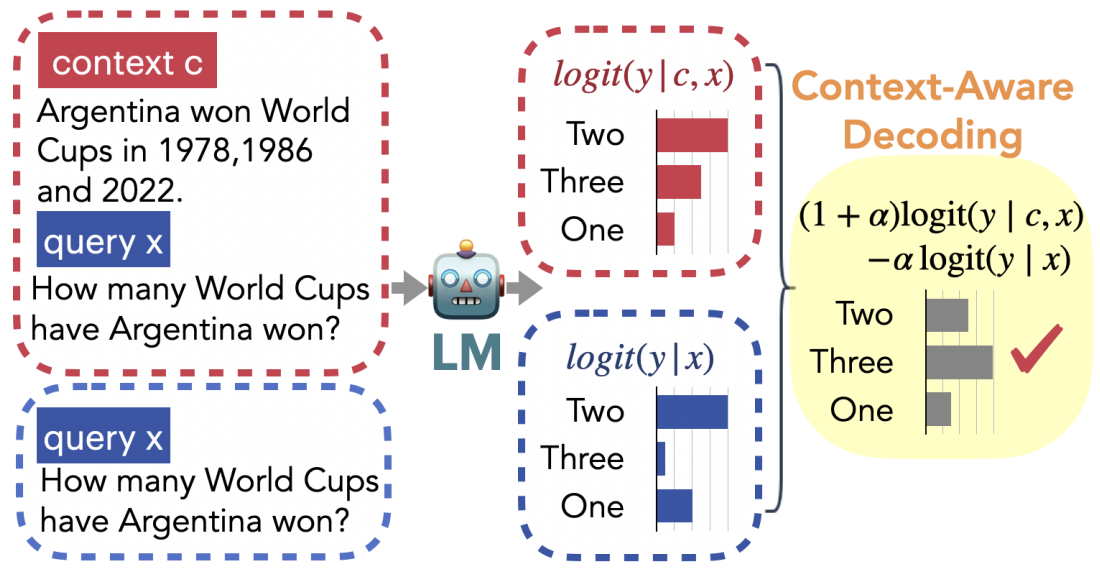 context c
Argentina won World
Cups in 1978,1986
and 2022.
query x
How many World Cups
have Argentina won?
query x
How many World Cups
have Argentina won?
LM
logit(y | c, x)
Two
Three
One
logit(y | x)
Two
Three
One
Context-Aware
Decoding
(1 + α)logit(y | c, x)
−α logit(y | x)
Two
Three
One